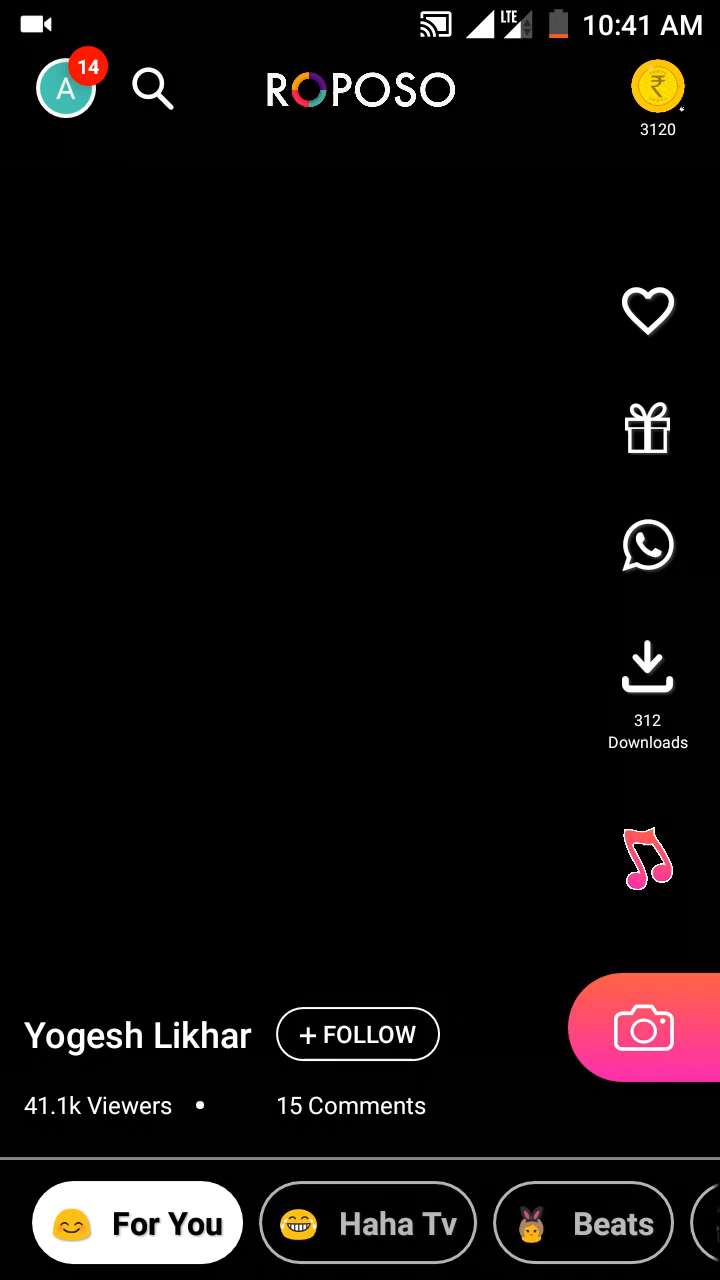 LTE 10:41 AM
A 14 ROPOSO
3120
312
Downloads
Yogesh Likhar + FOLLOW
41.1k Viewers • 15 Comments
For You Haha Tv Beats